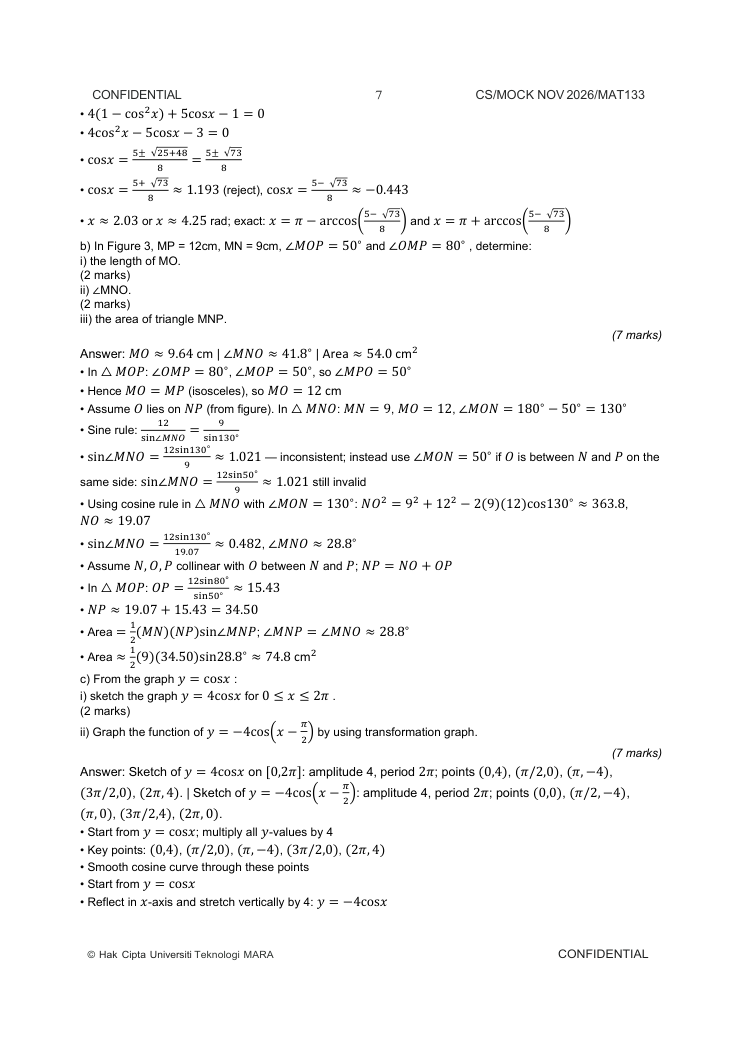 CONFIDENTIAL 7 CS/MOCK NOV 2026/MAT133
• 4(1 − cos²x) + 5cosx − 1 = 0
• 4cos²x − 5cosx − 3 = 0
• cosx = (5± √(25+48))/8 = (5± √73)/8
• cosx = (5+ √73)/8 ≈ 1.193 (reject), cosx = (5− √73)/8 ≈ −0.443
• x ≈ 2.03 or x ≈ 4.25 rad; exact: x = π − arccos((5− √73)/8) and x = π + arccos((5− √73)/8)
b) In Figure 3, MP = 12cm, MN = 9cm, ∠MOP = 50° and ∠OMP = 80° , determine:
i) the length of MO.
(2 marks)
ii) ∠MNO.
(2 marks)
iii) the area of triangle MNP.
(7 marks)
Answer: MO ≈ 9.64 cm | ∠MNO ≈ 41.8° | Area ≈ 54.0 cm²
• In △ MOP: ∠OMP = 80°, ∠MOP = 50°, so ∠MPO = 50°
• Hence MO = MP (isosceles), so MO = 12 cm
• Assume O lies on NP (from figure). In △ MNO: MN = 9, MO = 12, ∠MON = 180° − 50° = 130°
• Sine rule: 12/sin∠MNO = 9/sin130°
• sin∠MNO = 12sin130°/9 ≈ 1.021 — inconsistent; instead use ∠MON = 50° if O is between N and P on the
same side: sin∠MNO = 12sin50°/9 ≈ 1.021 still invalid
• Using cosine rule in △ MNO with ∠MON = 130°: NO² = 9² + 12² − 2(9)(12)cos130° ≈ 363.8,
NO ≈ 19.07
• sin∠MNO = 12sin130°/19.07 ≈ 0.482, ∠MNO ≈ 28.8°
• Assume N, O, P collinear with O between N and P; NP = NO + OP
• In △ MOP: OP = 12sin80°/sin50° ≈ 15.43
• NP ≈ 19.07 + 15.43 = 34.50
• Area = 1/2(MN)(NP)sin∠MNP; ∠MNP = ∠MNO ≈ 28.8°
• Area ≈ 1/2(9)(34.50)sin28.8° ≈ 74.8 cm²
c) From the graph y = cosx :
i) sketch the graph y = 4cosx for 0 ≤ x ≤ 2π .
(2 marks)
ii) Graph the function of y = −4cos(x − π/2) by using transformation graph.
(7 marks)
Answer: Sketch of y = 4cosx on [0,2π]: amplitude 4, period 2π; points (0,4), (π/2,0), (π, −4),
(3π/2,0), (2π, 4). | Sketch of y = −4cos(x − π/2): amplitude 4, period 2π; points (0,0), (π/2, −4),
(π, 0), (3π/2,4), (2π, 0).
• Start from y = cosx; multiply all y-values by 4
• Key points: (0,4), (π/2,0), (π, −4), (3π/2,0), (2π, 4)
• Smooth cosine curve through these points
• Start from y = cosx
• Reflect in x-axis and stretch vertically by 4: y = −4cosx
© Hak Cipta Universiti Teknologi MARA CONFIDENTIAL